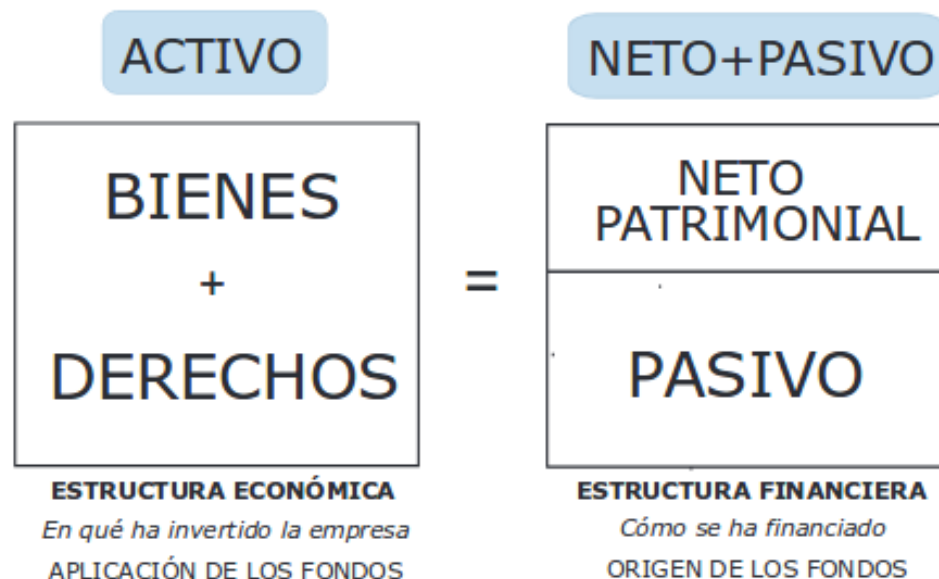 ACTIVO
BIENES
+
DERECHOS
ESTRUCTURA ECONÓMICA
En qué ha invertido la empresa
APLICACIÓN DE LOS FONDOS
=
NETO+PASIVO
NETO
PATRIMONIAL
PASIVO
ESTRUCTURA FINANCIERA
Cómo se ha financiado
ORIGEN DE LOS FONDOS